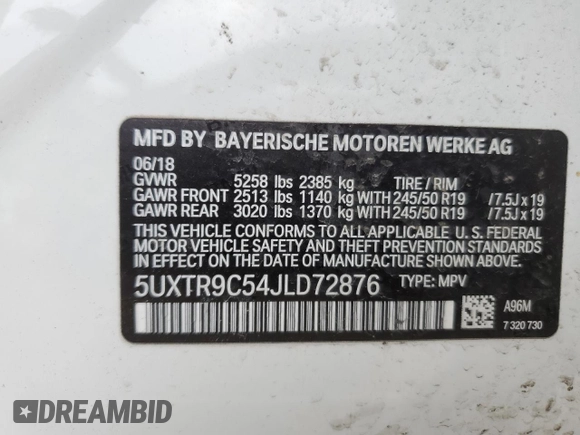 MFD BY BAYERISCHE MOTOREN WERKE AG
06/18
GVWR 5258 lbs 2385 kg TIRE / RIM
GAWR FRONT 2513 lbs 1140 kg WITH 245/50 R19 /7.5J x 19
GAWR REAR 3020 lbs 1370 kg WITH 245/50 R19 /7.5J x 19
THIS VEHICLE CONFORMS TO ALL APPLICABLE U. S. FEDERAL
MOTOR VEHICLE SAFETY AND THEFT PREVENTION
STANDARDS IN EFFECT ON THE DATE OF MANUFACTURE
SHOWN ABOVE.
5UXTR9C54JLD72876 TYPE: MPV
A96M
7 320 730
DREAMBID